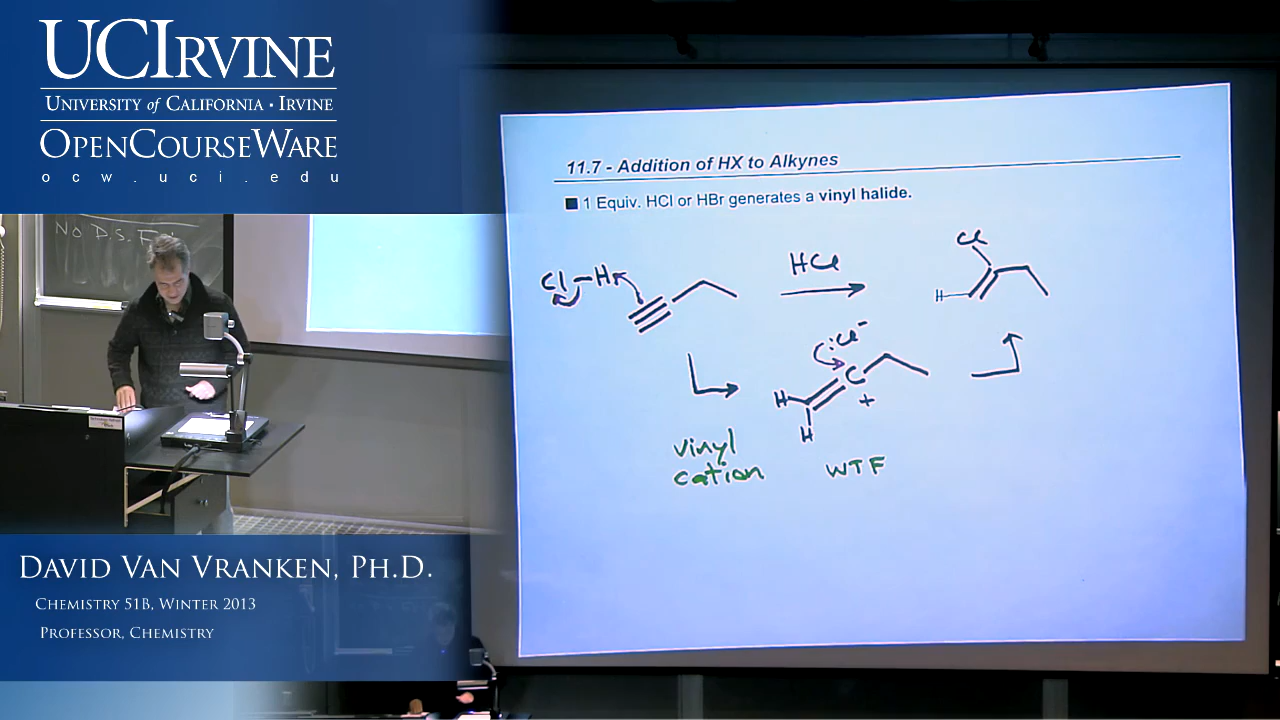 UCIRVINE
UNIVERSITY of CALIFORNIA · IRVINE
OPENCOURSEWARE
ocw.uci.edu
No D.S.
11.7 - Addition of HX to Alkynes
1 Equiv. HCl or HBr generates a vinyl halide.
Cl
Cl-H
HCl
H
:Cl-
C
+
H
H
vinyl
cation
WTF
DAVID VAN VRANKEN, PH.D.
CHEMISTRY 51B, WINTER 2013
PROFESSOR, CHEMISTRY